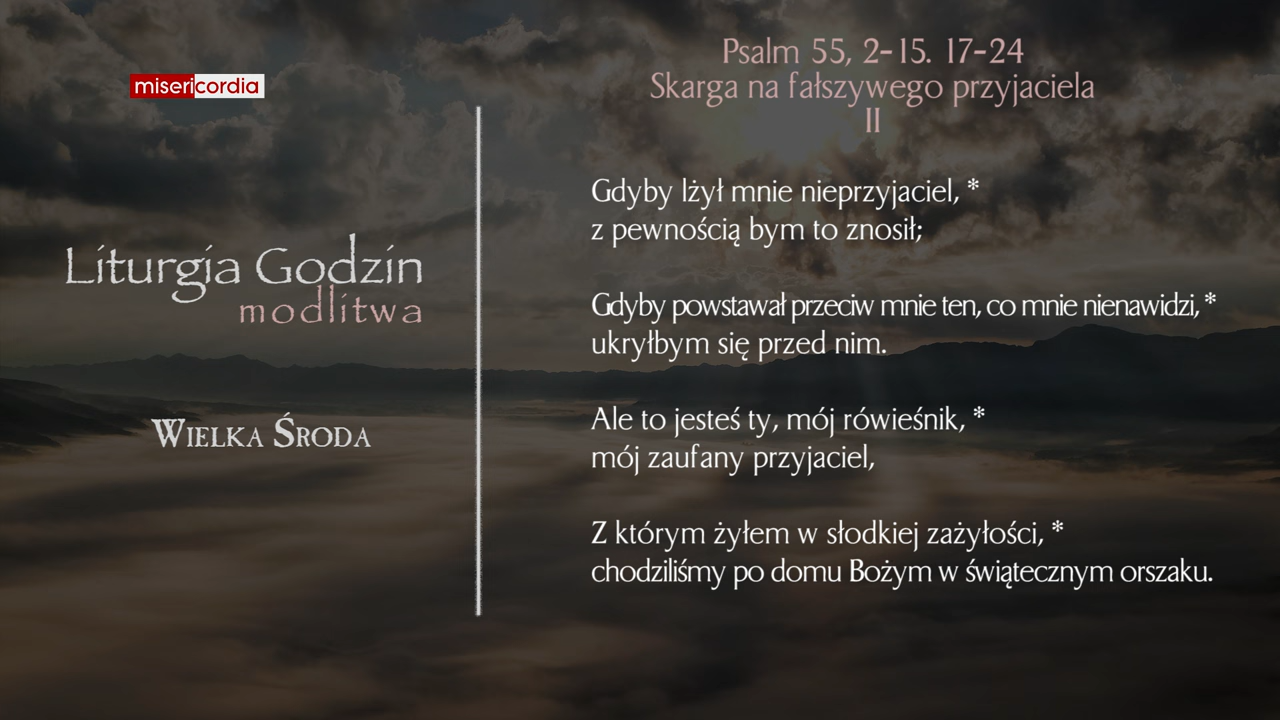 misericordia
Liturgia Godzin
modlitwa
Wielka Środa
Psalm 55, 2-15. 17-24
Skarga na fałszywego przyjaciela
II
Gdyby lżył mnie nieprzyjaciel, *
z pewnością bym to znosił;
Gdyby powstawał przeciw mnie ten, co mnie nienawidzi, *
ukryłbym się przed nim.
Ale to jesteś ty, mój rówieśnik, *
mój zaufany przyjaciel,
Z którym żyłem w słodkiej zażyłości, *
chodziliśmy po domu Bożym w świątecznym orszaku.